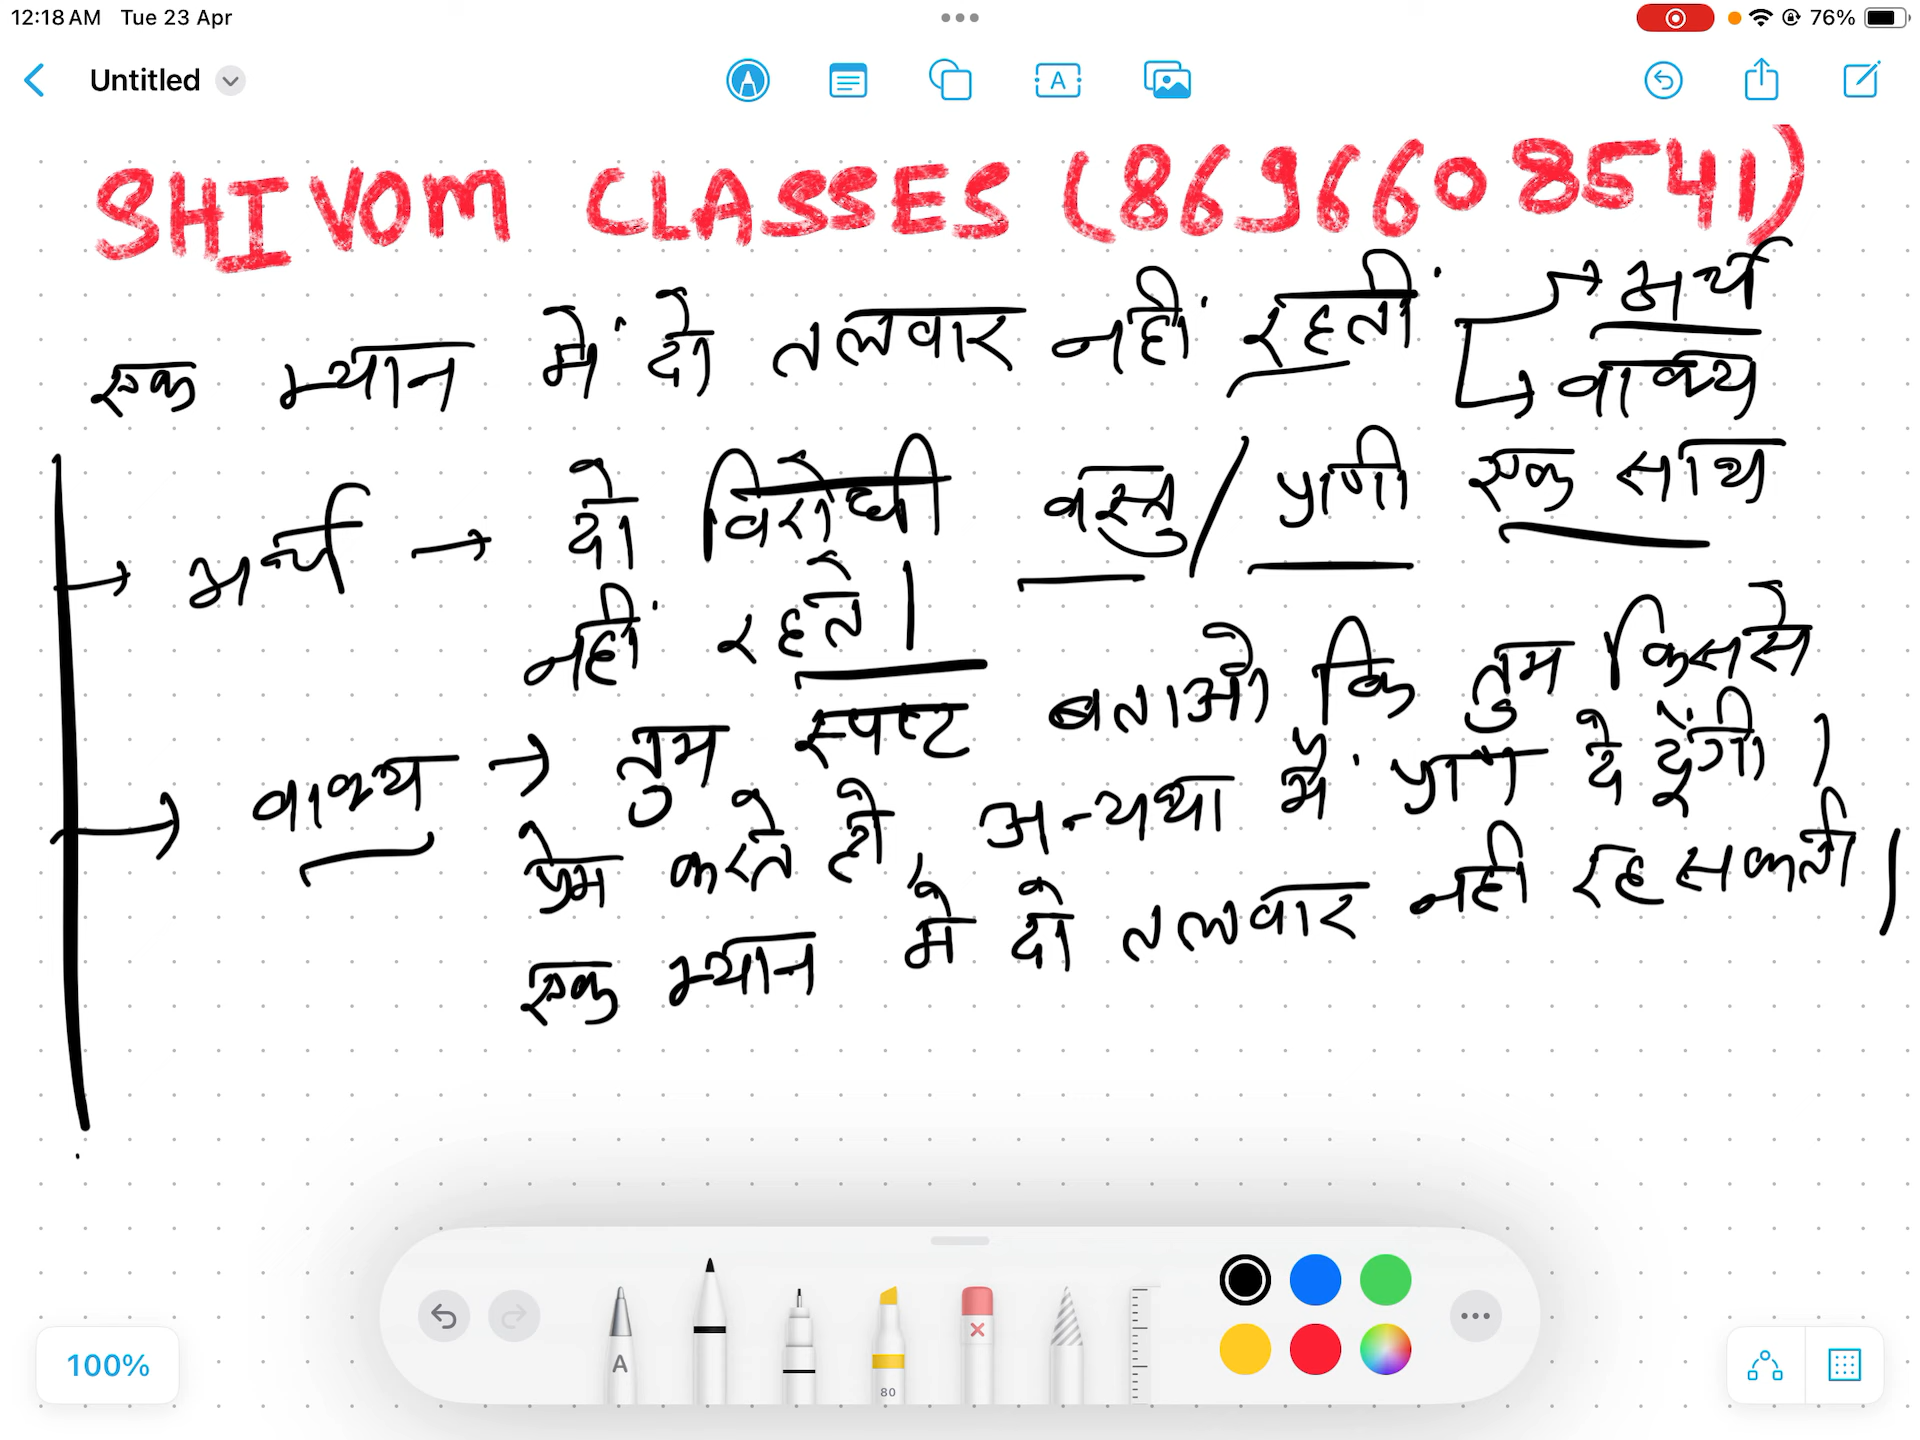 12:18 AM Tue 23 Apr
76%
Untitled
A
SHIVOM CLASSES (8696608541)
एक म्यान में दो तलवार नहीं रहती
अर्थ
वाक्य
अर्थ → दो विरोधी वस्तु / प्राणी एक साथ
नहीं रहते।
वाक्य → तुम स्पष्ट बताओ कि तुम किससे
प्रेम करते हो, अन्यथा मैं प्राण दे दूंगी।
एक म्यान में दो तलवार नही रह सकती।
A
80
100%